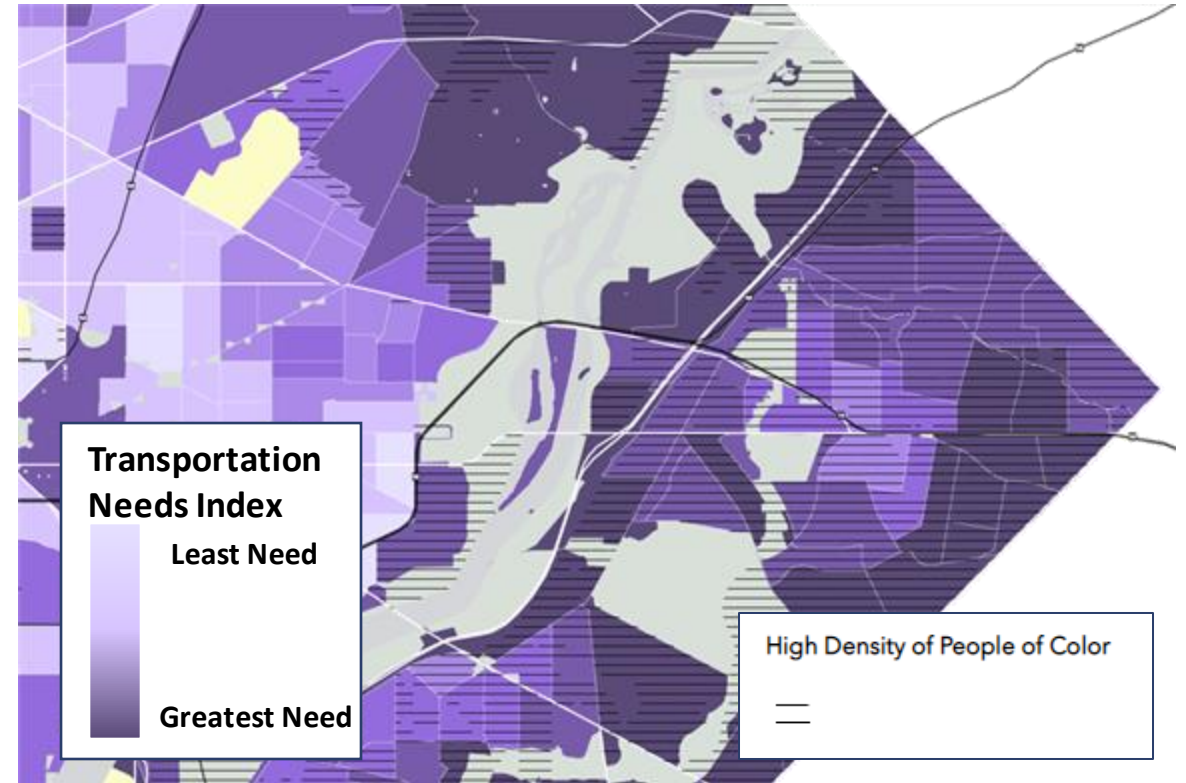 Transportation
Needs Index
Least Need
Greatest Need
High Density of People of Color